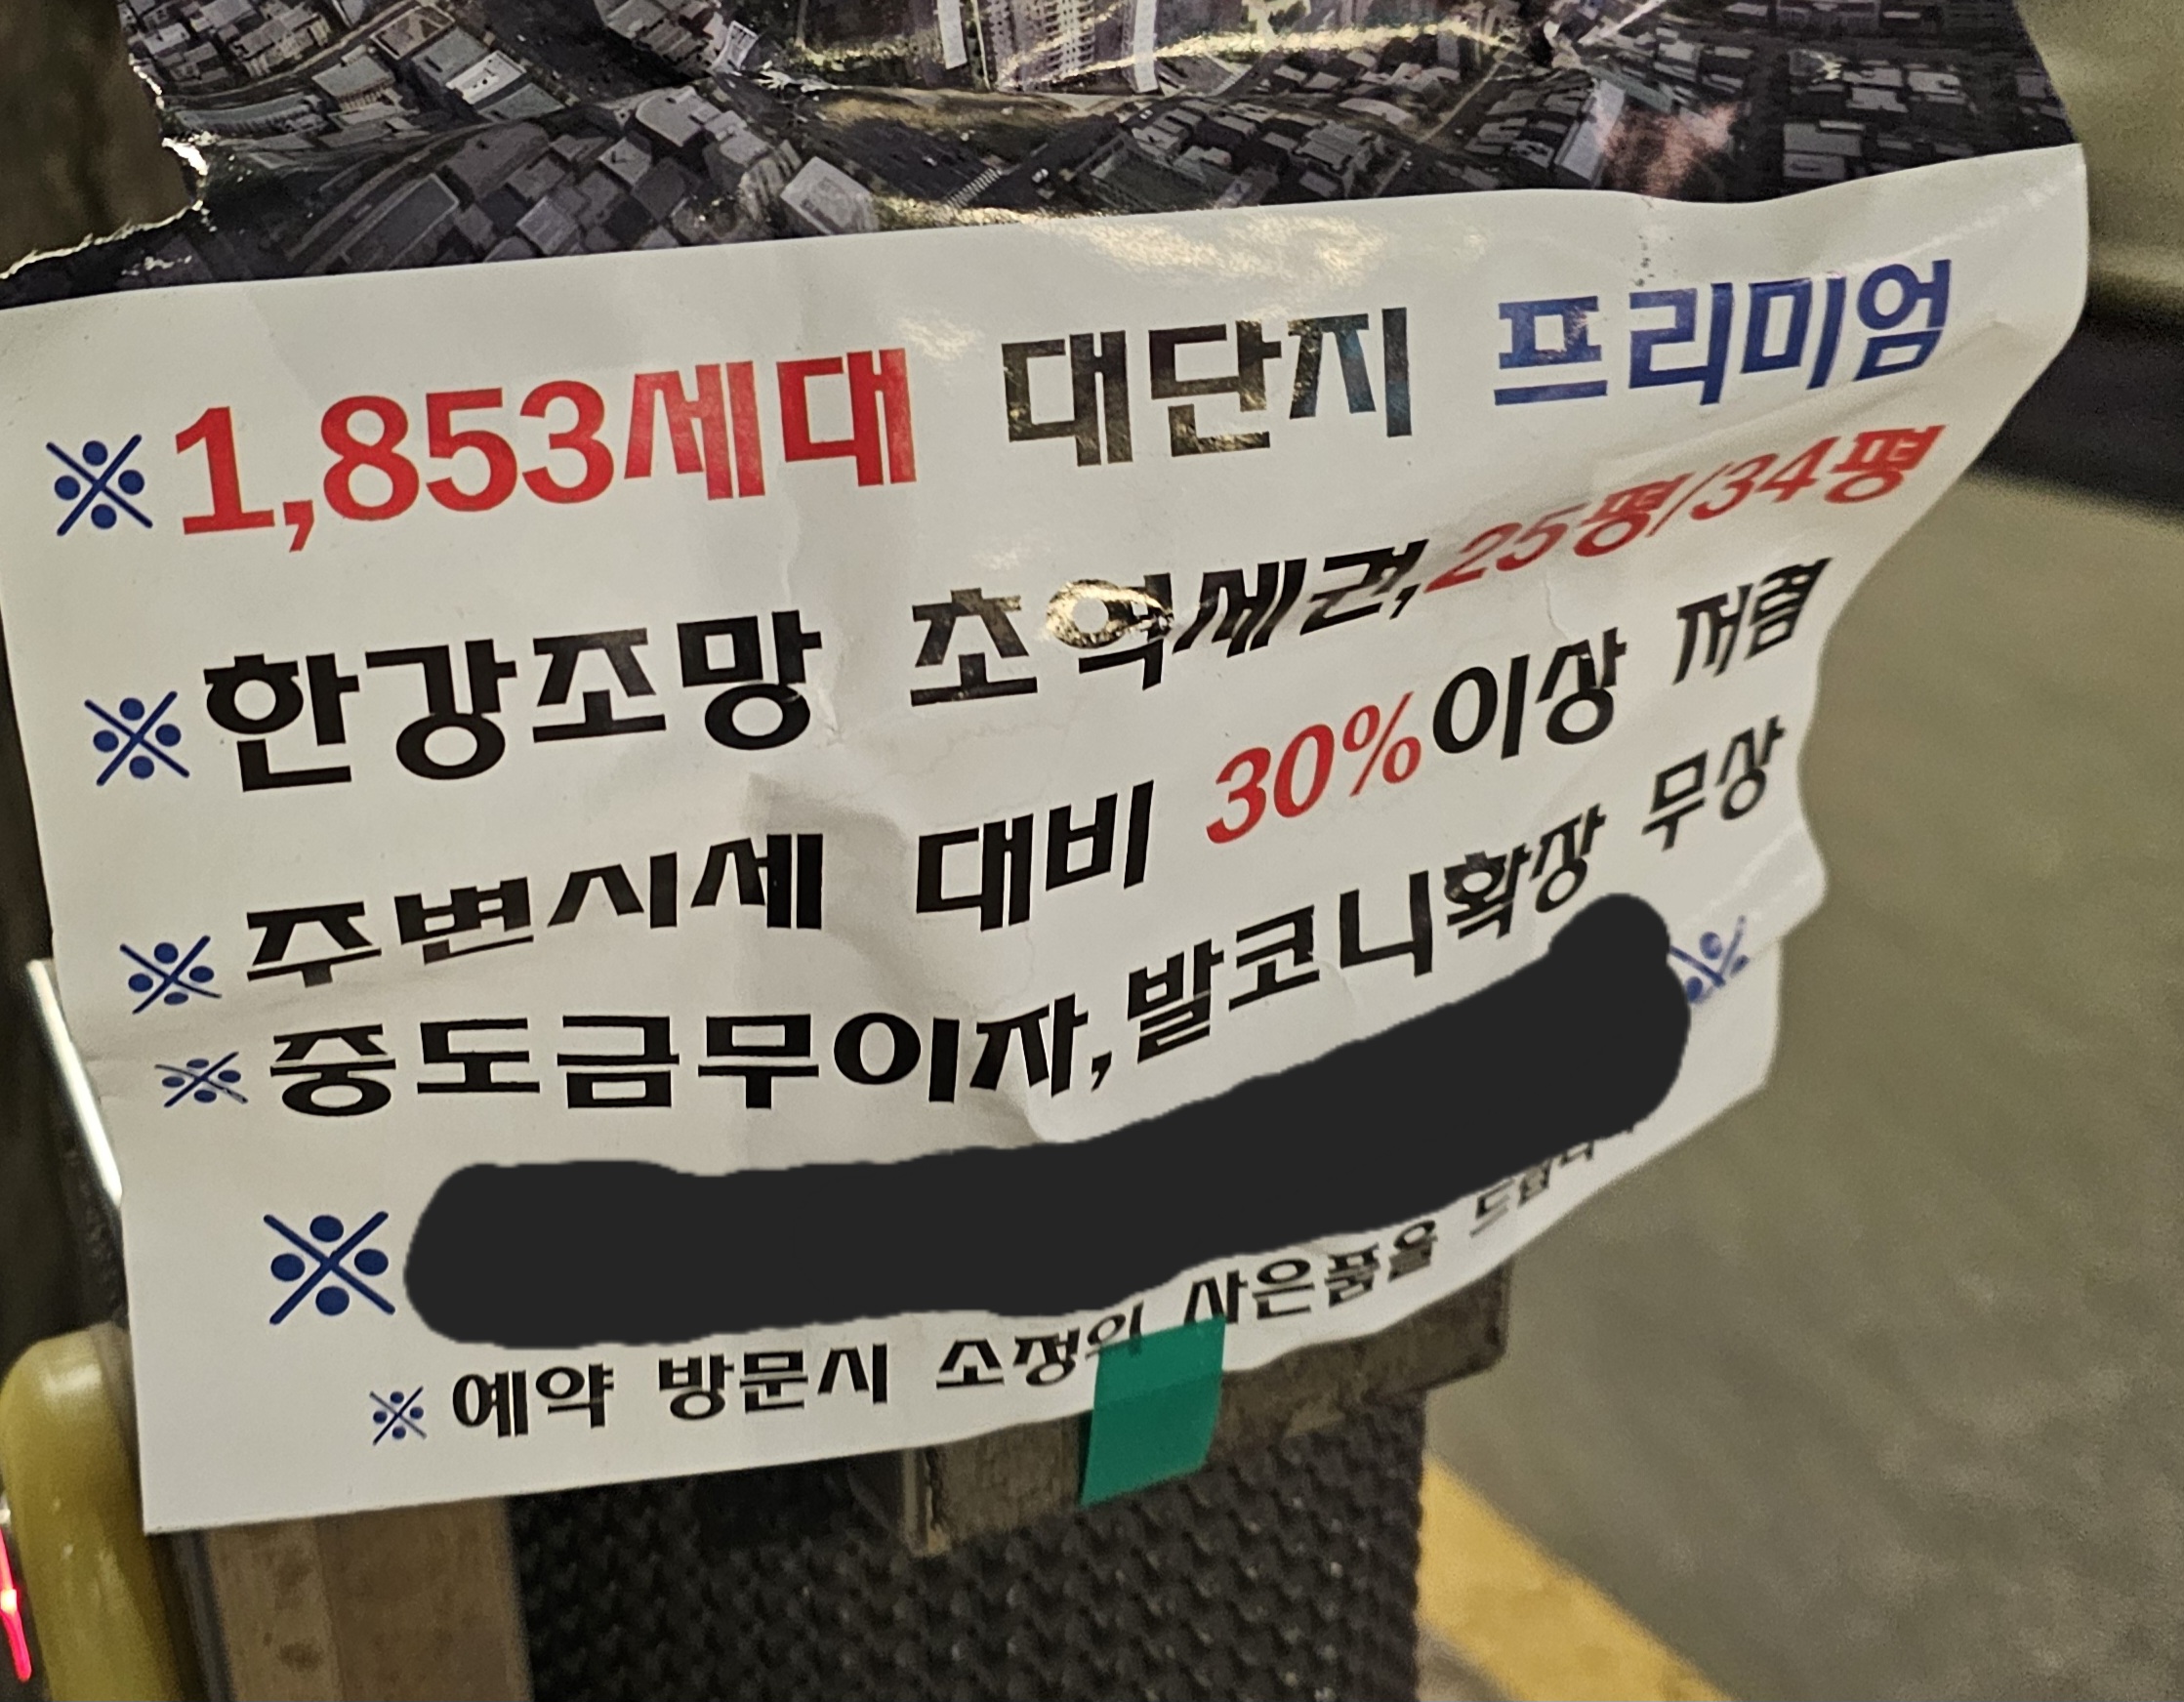 ※1,853세대 대단지 프리미엄
※한강조망 초역세권,25평/34평
※ 주변시세 대비 30%이상 저렴
※ 중도금무이자,발코니확장 무상
※ ※
※ 예약 방문시 소정의 사은품을 드립니다